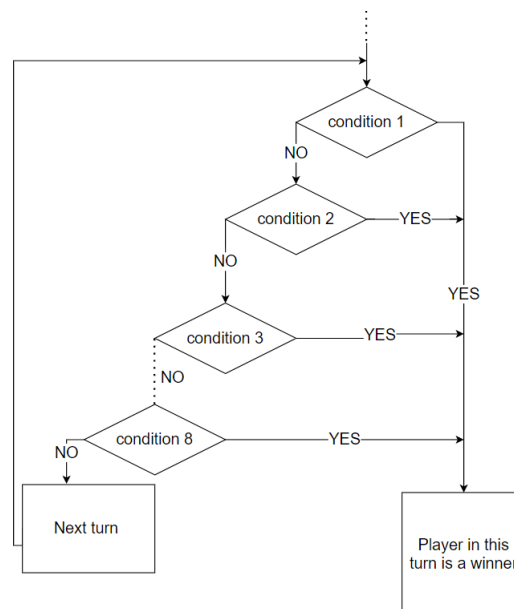 condition 1
NO
condition 2
YES
NO
YES
condition 3
YES
NO
condition 8
YES
NO
Next turn
Player in this
turn is a winner